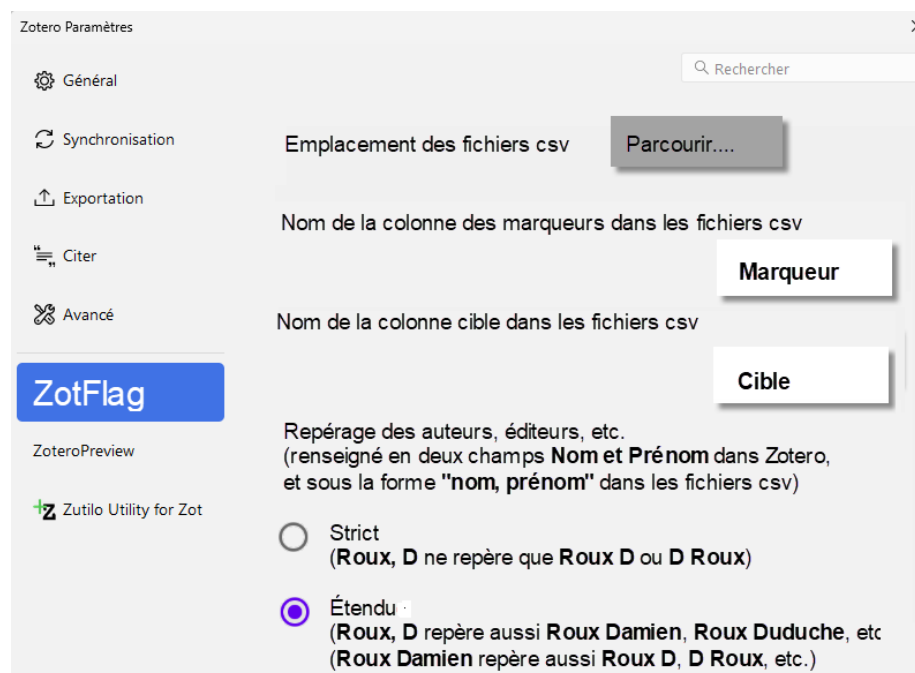 Zotero Paramètres
Rechercher
Général
Synchronisation
Exportation
Citer
Avancé
ZotFlag
ZoteroPreview
Zutilo Utility for Zot
Emplacement des fichiers csv Parcourir....
Nom de la colonne des marqueurs dans les fichiers csv
Marqueur
Nom de la colonne cible dans les fichiers csv
Cible
Repérage des auteurs, éditeurs, etc.
(renseigné en deux champs Nom et Prénom dans Zotero,
et sous la forme "nom, prénom" dans les fichiers csv)
Strict
(Roux, D ne repère que Roux D ou D Roux)
Étendu
(Roux, D repère aussi Roux Damien, Roux Duduche, etc
(Roux Damien repère aussi Roux D, D Roux, etc.)